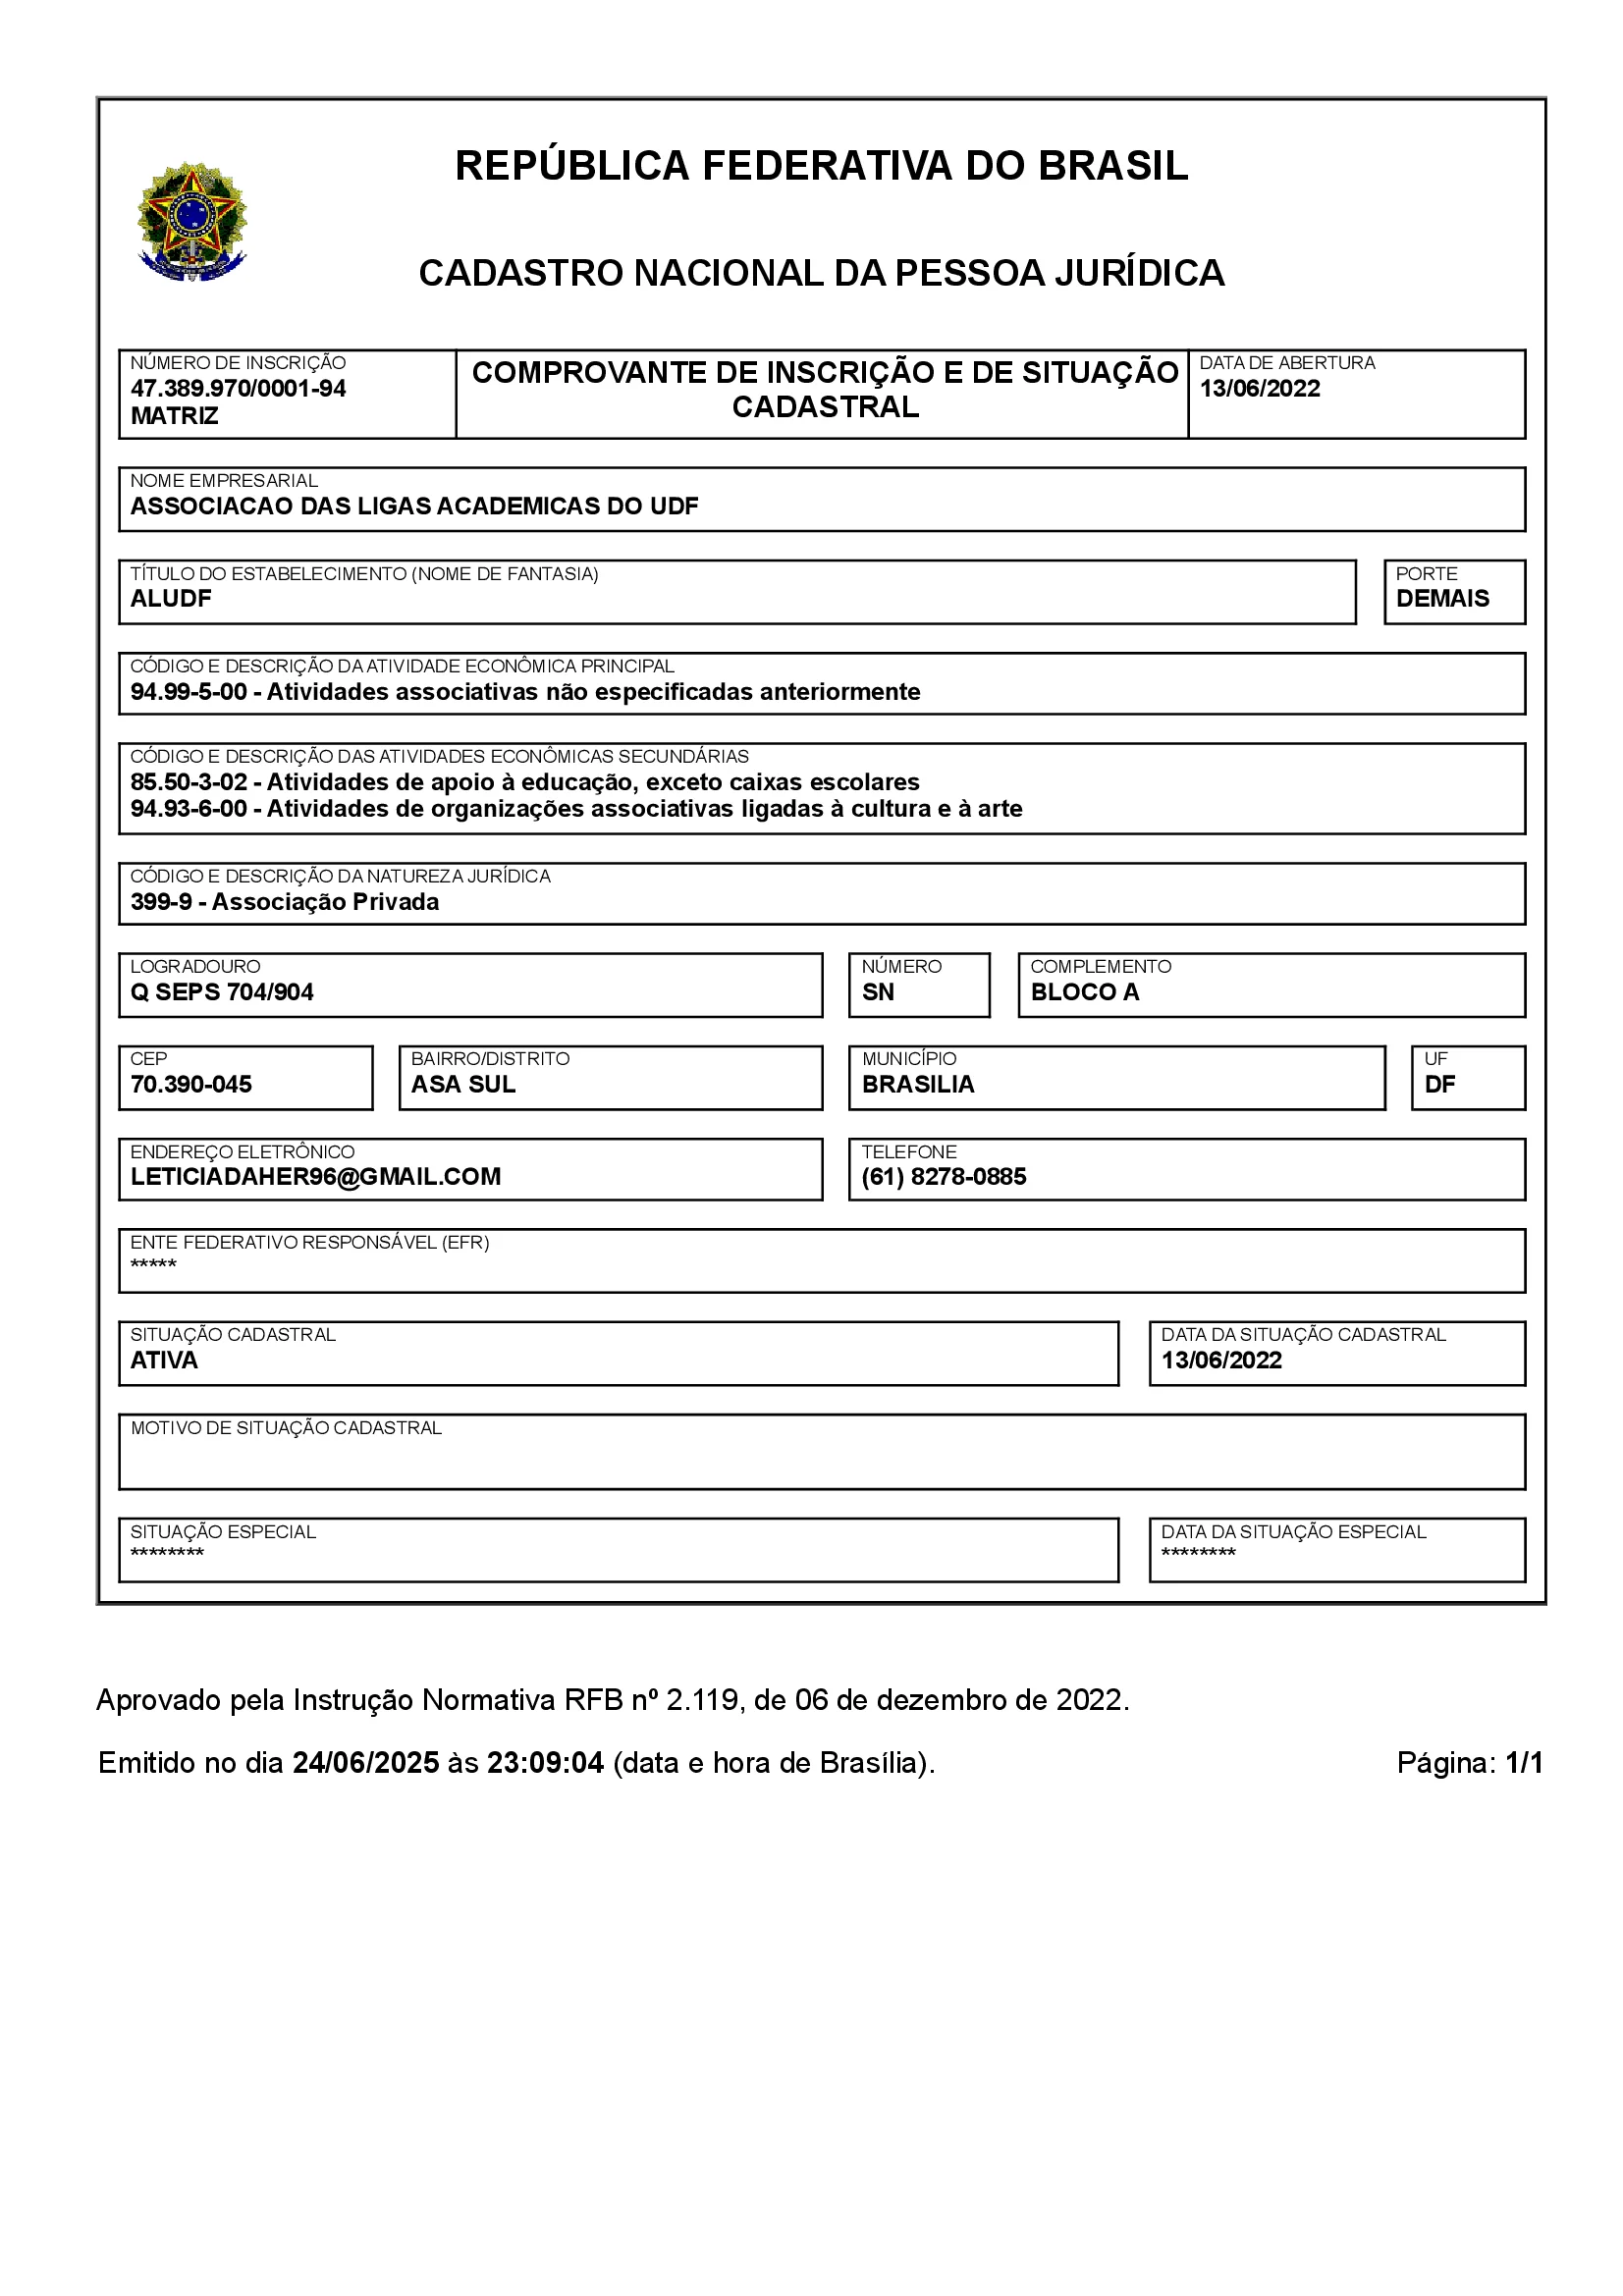 REPÚBLICA FEDERATIVA DO BRASIL
CADASTRO NACIONAL DA PESSOA JURÍDICA
NÚMERO DE INSCRIÇÃO
47.389.970/0001-94
MATRIZ
COMPROVANTE DE INSCRIÇÃO E DE SITUAÇÃO
CADASTRAL
DATA DE ABERTURA
13/06/2022
NOME EMPRESARIAL
ASSOCIACAO DAS LIGAS ACADEMICAS DO UDF
TÍTULO DO ESTABELECIMENTO (NOME DE FANTASIA)
ALUDF
PORTE
DEMAIS
CÓDIGO E DESCRIÇÃO DA ATIVIDADE ECONÔMICA PRINCIPAL
94.99-5-00 - Atividades associativas não especificadas anteriormente
CÓDIGO E DESCRIÇÃO DAS ATIVIDADES ECONÔMICAS SECUNDÁRIAS
85.50-3-02 - Atividades de apoio à educação, exceto caixas escolares
94.93-6-00 - Atividades de organizações associativas ligadas à cultura e à arte
CÓDIGO E DESCRIÇÃO DA NATUREZA JURÍDICA
399-9 - Associação Privada
LOGRADOURO
Q SEPS 704/904
NÚMERO
SN
COMPLEMENTO
BLOCO A
CEP
70.390-045
BAIRRO/DISTRITO
ASA SUL
MUNICÍPIO
BRASILIA
UF
DF
ENDEREÇO ELETRÔNICO
LETICIADAHER96@GMAIL.COM
TELEFONE
(61) 8278-0885
ENTE FEDERATIVO RESPONSÁVEL (EFR)
*****
SITUAÇÃO CADASTRAL
ATIVA
DATA DA SITUAÇÃO CADASTRAL
13/06/2022
MOTIVO DE SITUAÇÃO CADASTRAL
SITUAÇÃO ESPECIAL
********
DATA DA SITUAÇÃO ESPECIAL
********
Aprovado pela Instrução Normativa RFB nº 2.119, de 06 de dezembro de 2022.
Emitido no dia 24/06/2025 às 23:09:04 (data e hora de Brasília).
Página: 1/1